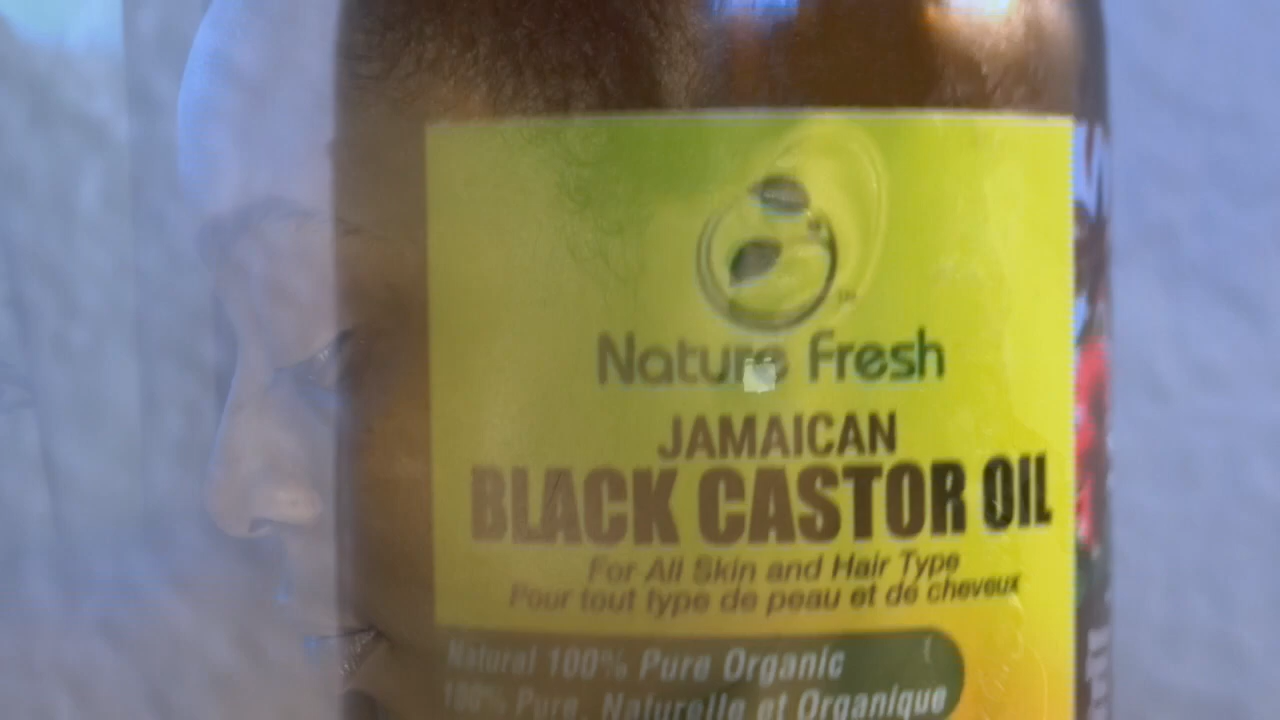 Nature Fresh
JAMAICAN
BLACK CASTOR OIL
For All Skin and Hair Type
Pour tout type de peau et de cheveux
Natural 100% Pure Organic
100% Pure, Naturelle et Organique